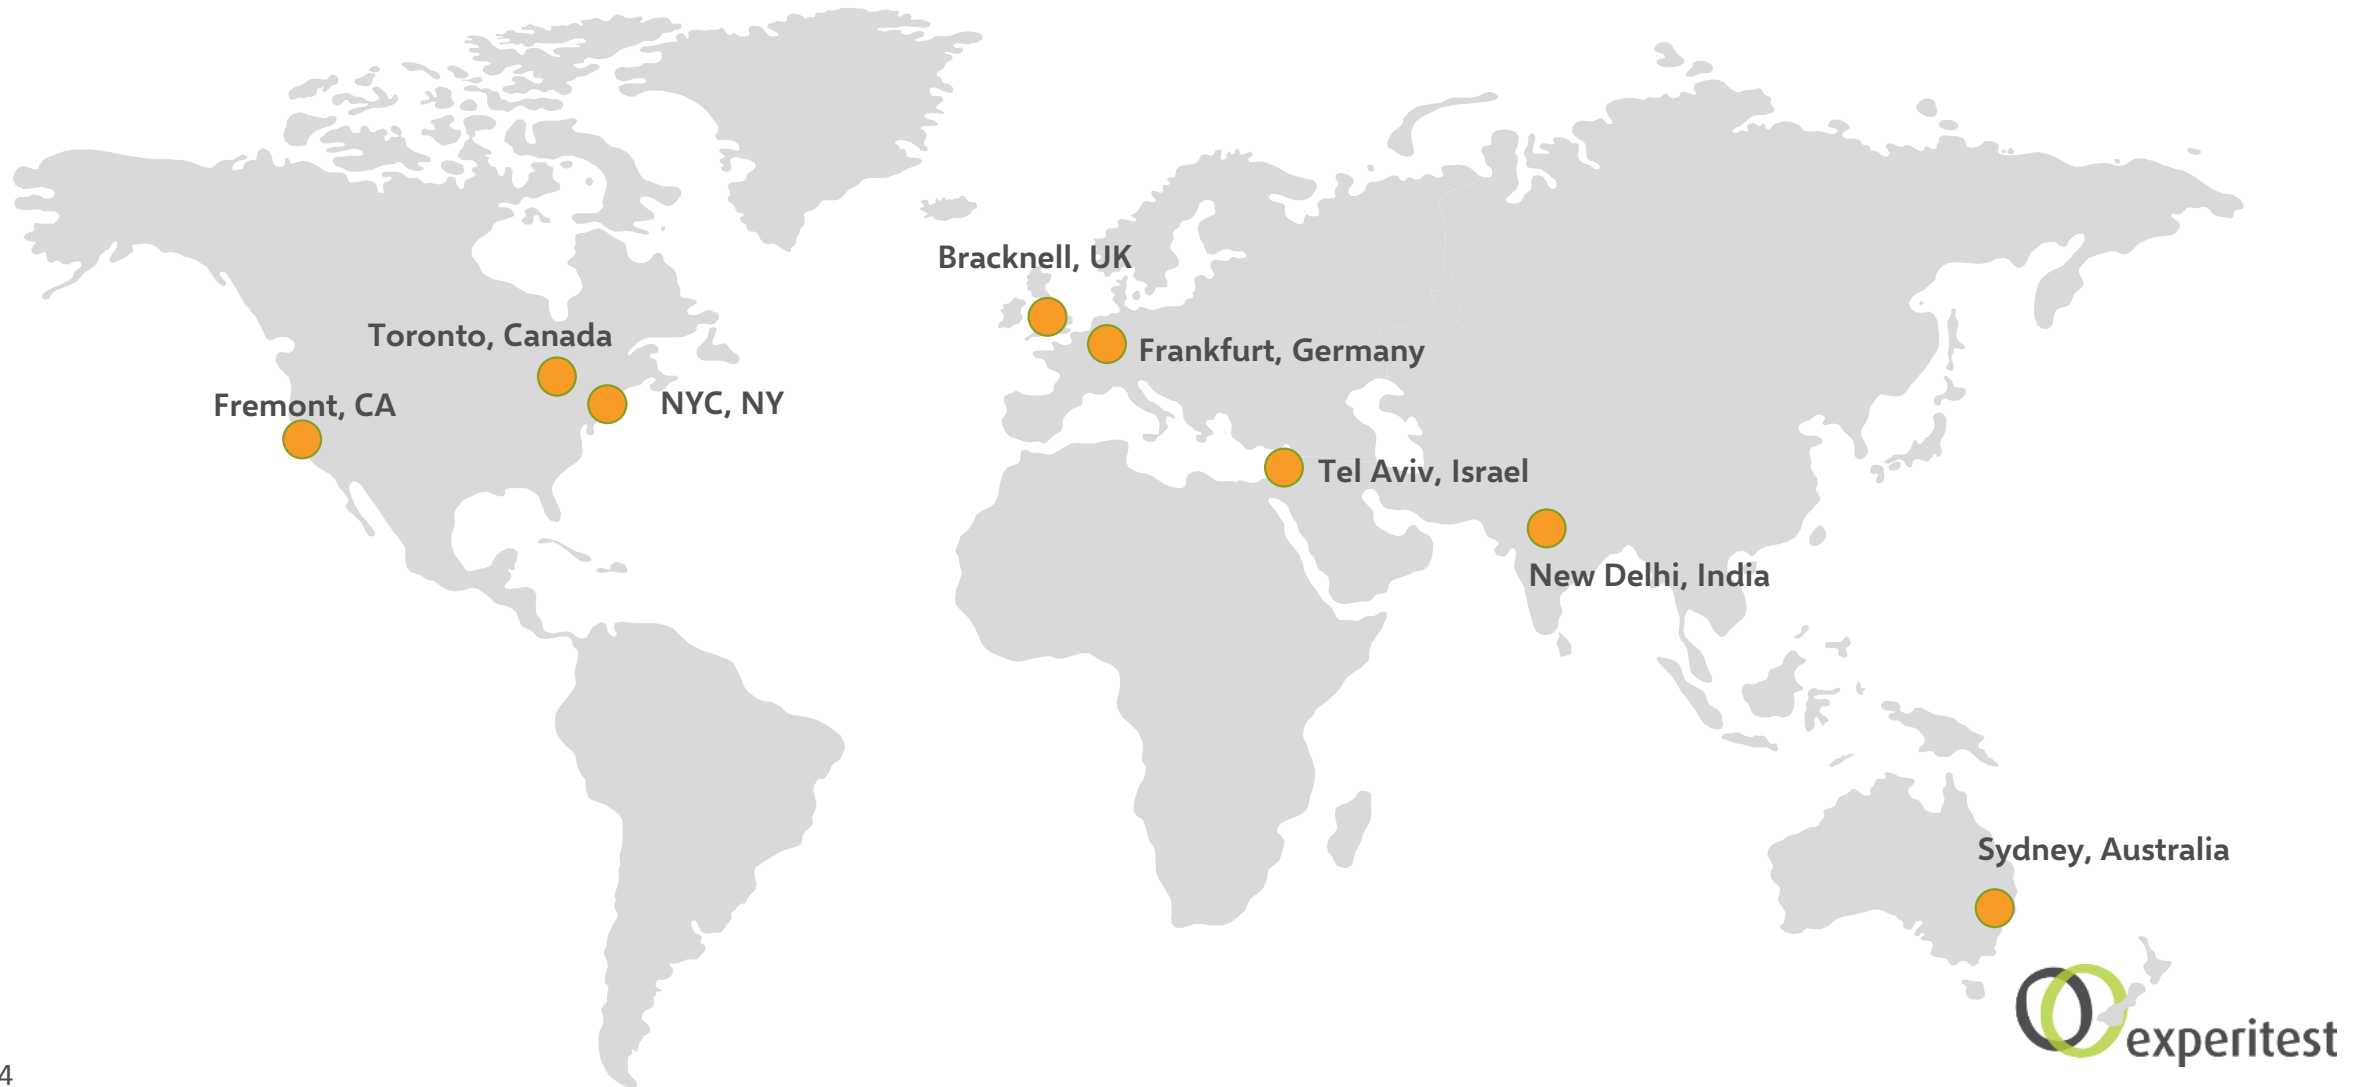 Bracknell, UK
Toronto, Canada
Frankfurt, Germany
Fremont, CA
NYC, NY
Tel Aviv, Israel
New Delhi, India
Sydney, Australia
experitest
4